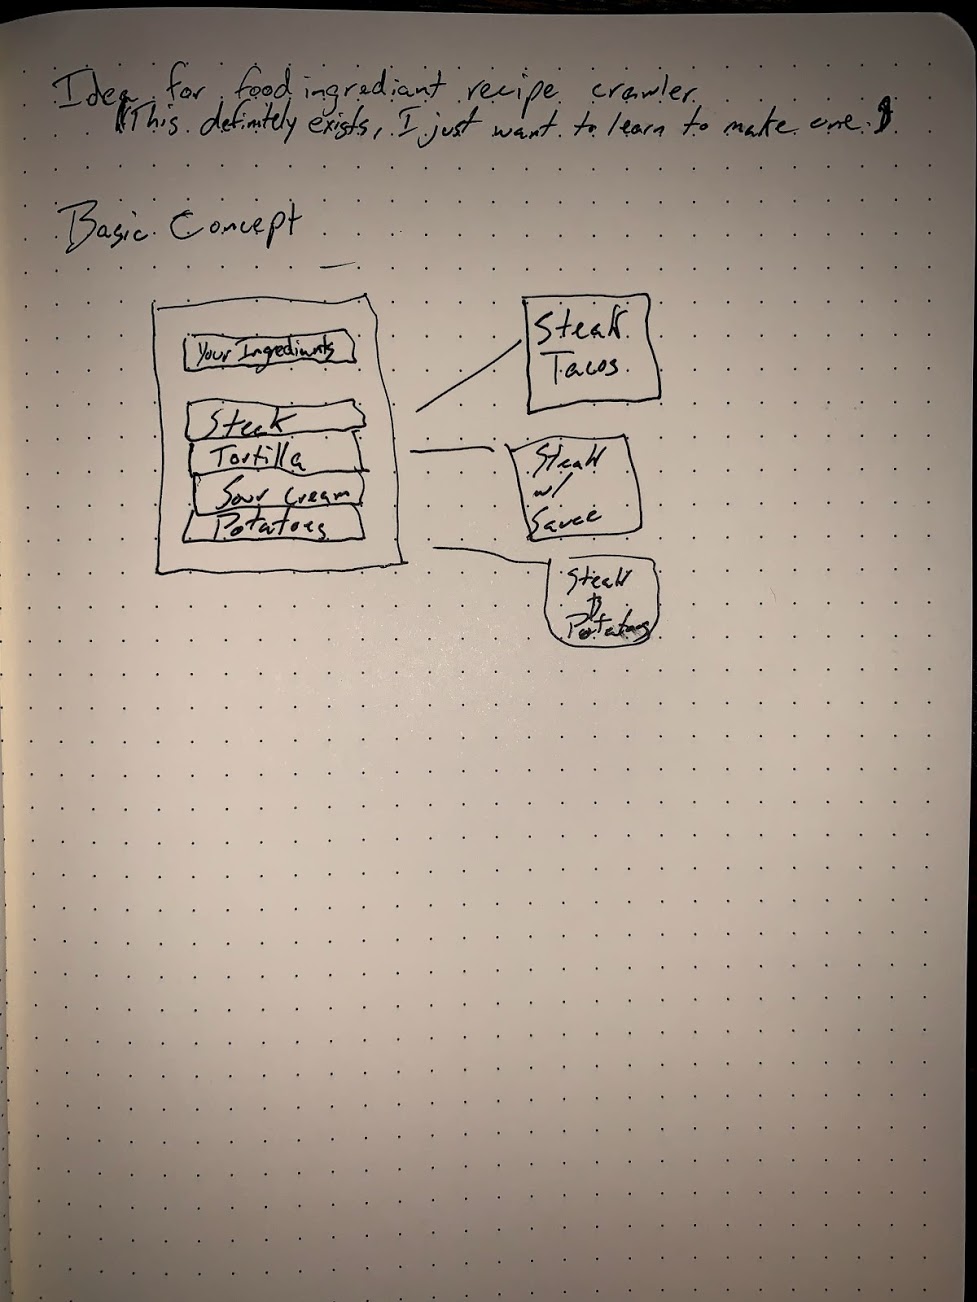 Idea for food ingrediant recipe crawler
(This definitely exists, I just want to learn to make one.)
Basic Concept
Your Ingrediants
Steak
Tortilla
Sour cream
Potatoes
Steak
Tacos
Steak
w/
Sauce
Steak
&
Potatoes